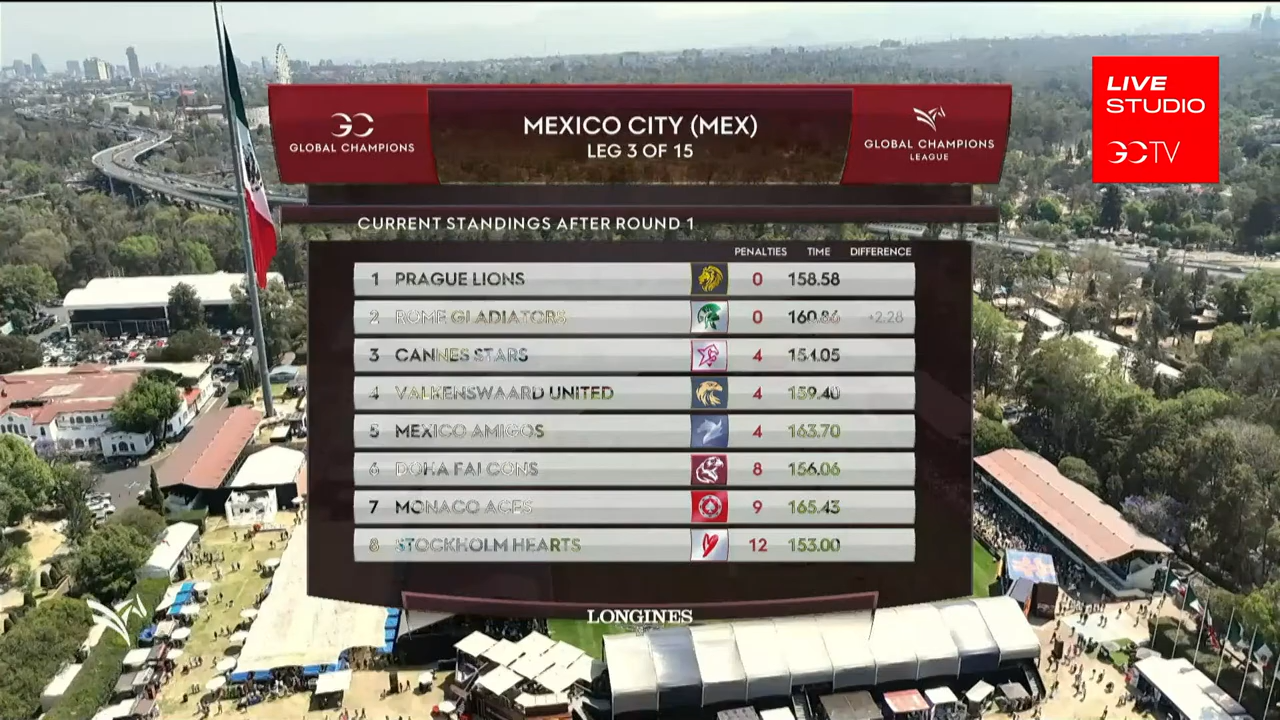 LIVE
STUDIO
GCTV
GC
GLOBAL CHAMPIONS
MEXICO CITY (MEX)
LEG 3 OF 15
GLOBAL CHAMPIONS
LEAGUE
CURRENT STANDINGS AFTER ROUND 1
PENALTIES TIME DIFFERENCE
1 PRAGUE LIONS 0 158.58
2 ROME GLADIATORS 0 160.86 +2.28
3 CANNES STARS 4 154.05
4 VALKENSWAARD UNITED 4 159.40
5 MEXICO AMIGOS 4 163.70
6 DOHA FALCONS 8 156.06
7 MONACO ACES 9 165.43
8 STOCKHOLM HEARTS 12 153.00
LONGINES